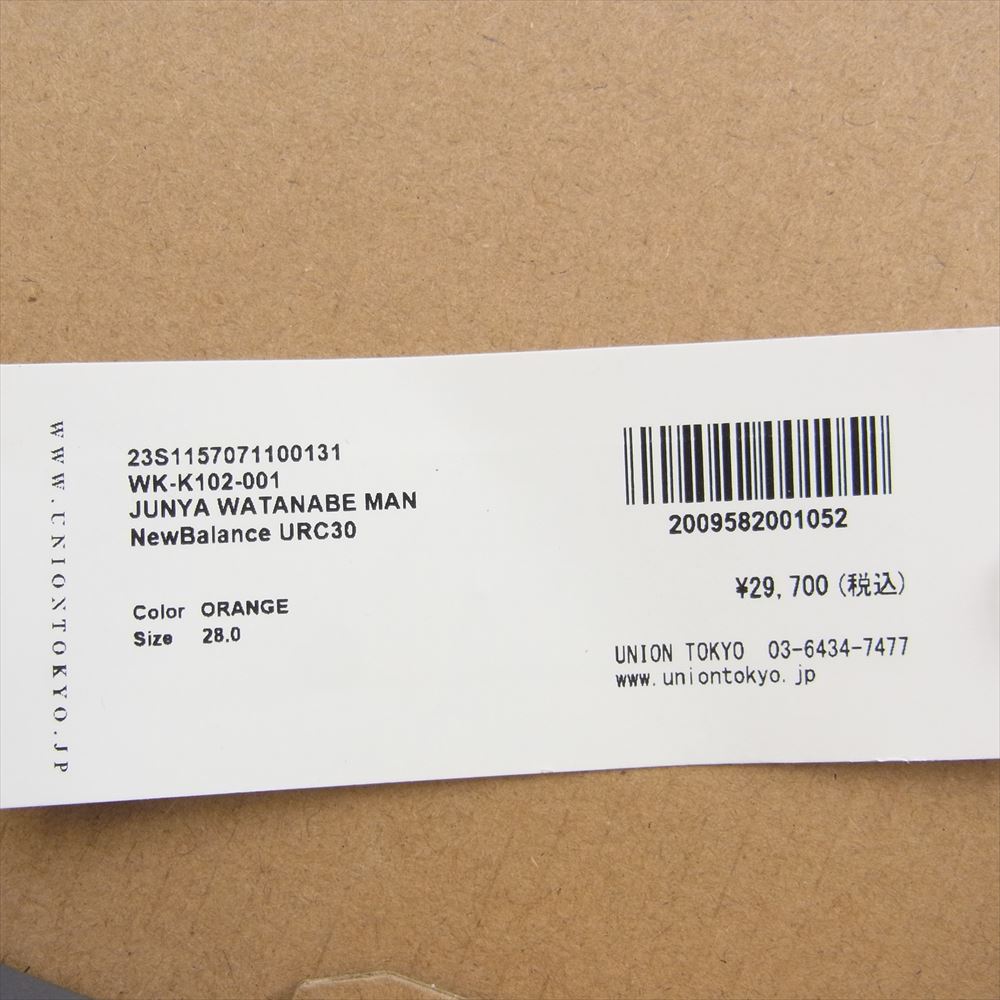 WWW.UNIONTOKYO.JP
23S1157071100131
WK-K102-001
JUNYA WATANABE MAN
NewBalance URC30
Color ORANGE
Size 28.0
2009582001052
¥29,700(税込)
UNION TOKYO 03-6434-7477
www.uniontokyo.jp